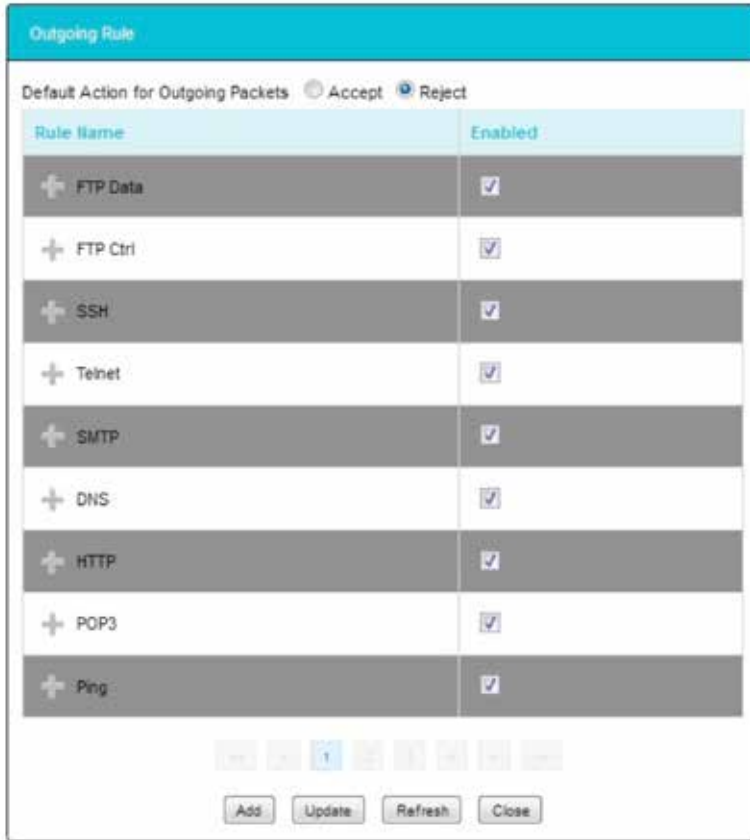 Outgoing Rule
Default Action for Outgoing Packets Accept Reject
Rule Name Enabled
FTP Data
FTP Ctrl
SSH
Telnet
SMTP
DNS
HTTP
POP3
Ping
1
Add Update Refresh Close